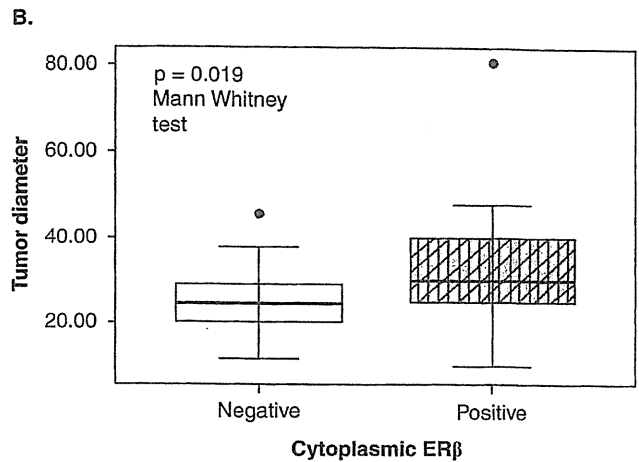 B.
80.00
60.00
40.00
20.00
Tumor diameter
p = 0.019
Mann Whitney
test
Negative
Positive
Cytoplasmic ERβ